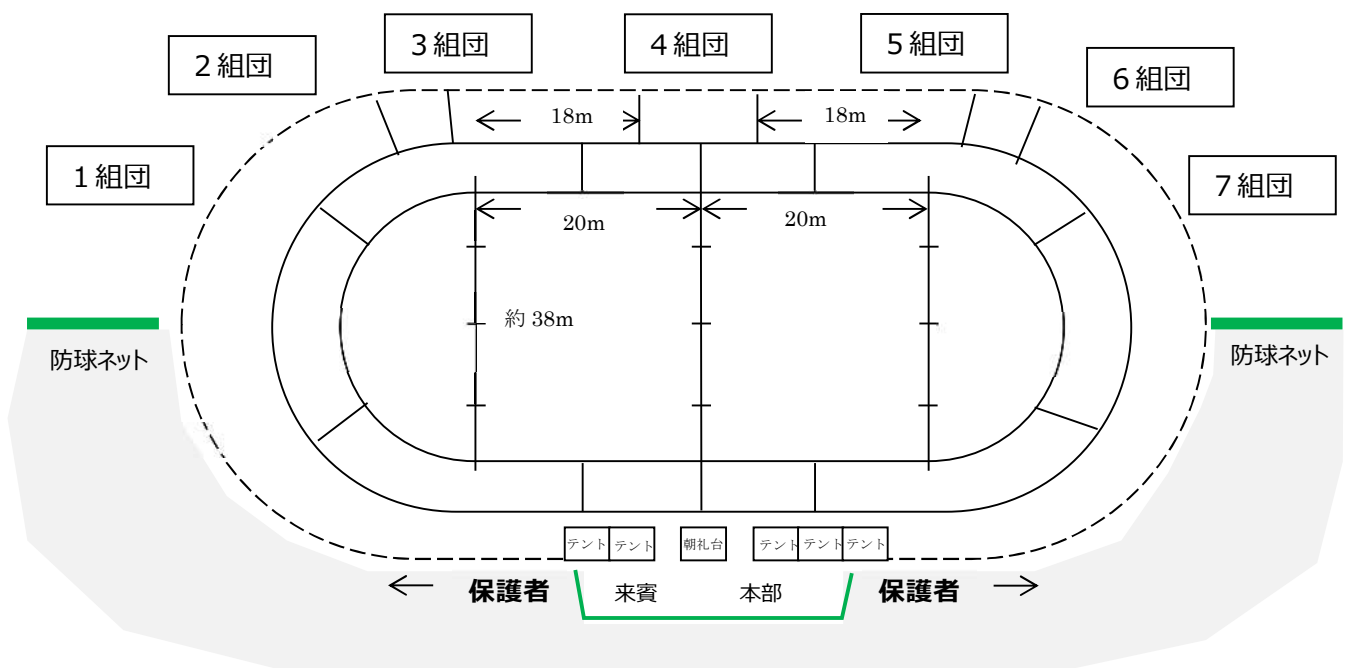 ３組団
４組団
５組団
２組団
６組団
18m
18m
１組団
７組団
20m
20m
約 38m
防球ネット
防球ネット
テント
テント
朝礼台
テント
テント
テント
保護者
来賓
本部
保護者